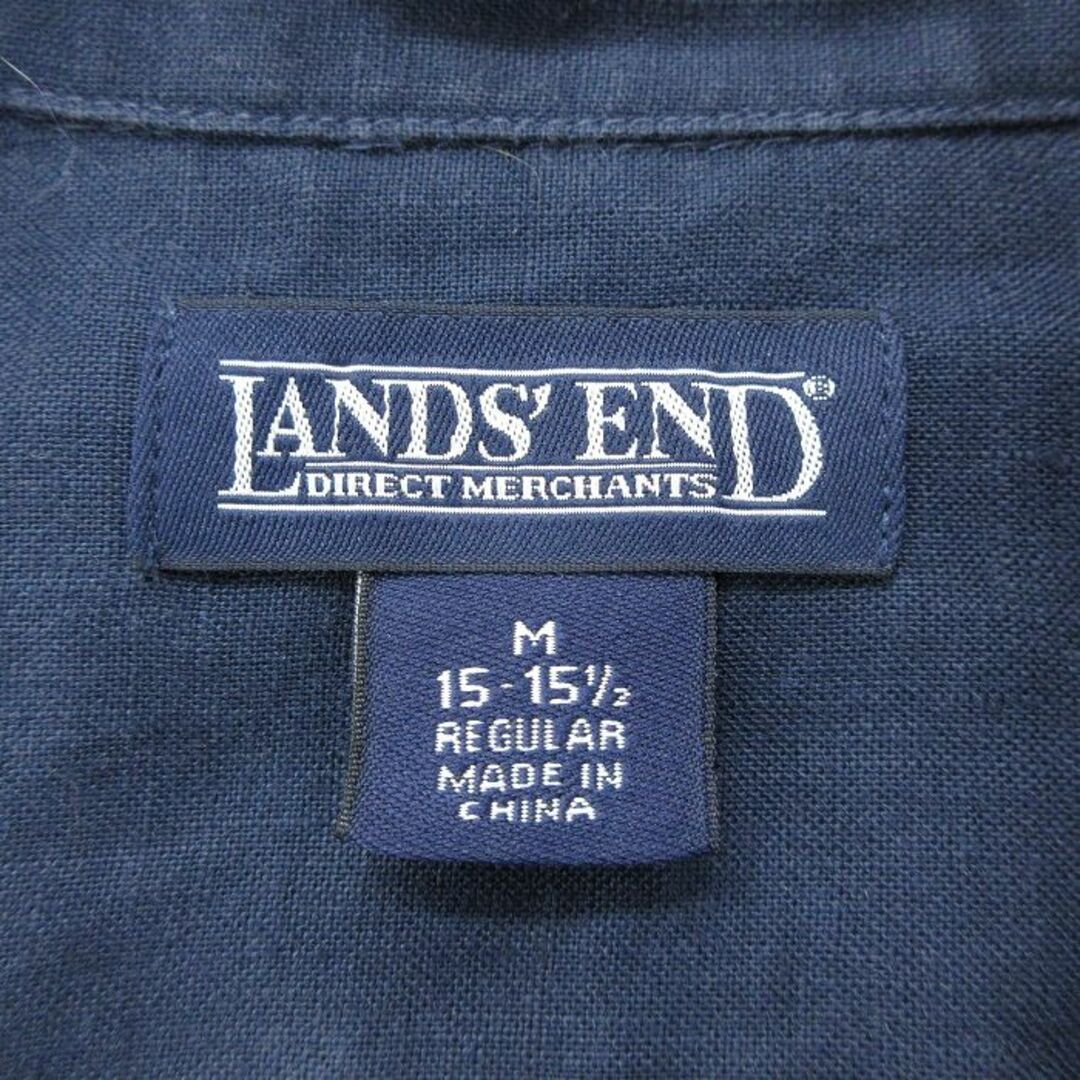 LANDS' END®
DIRECT MERCHANTS
M
15-15½
REGULAR
MADE IN
CHINA